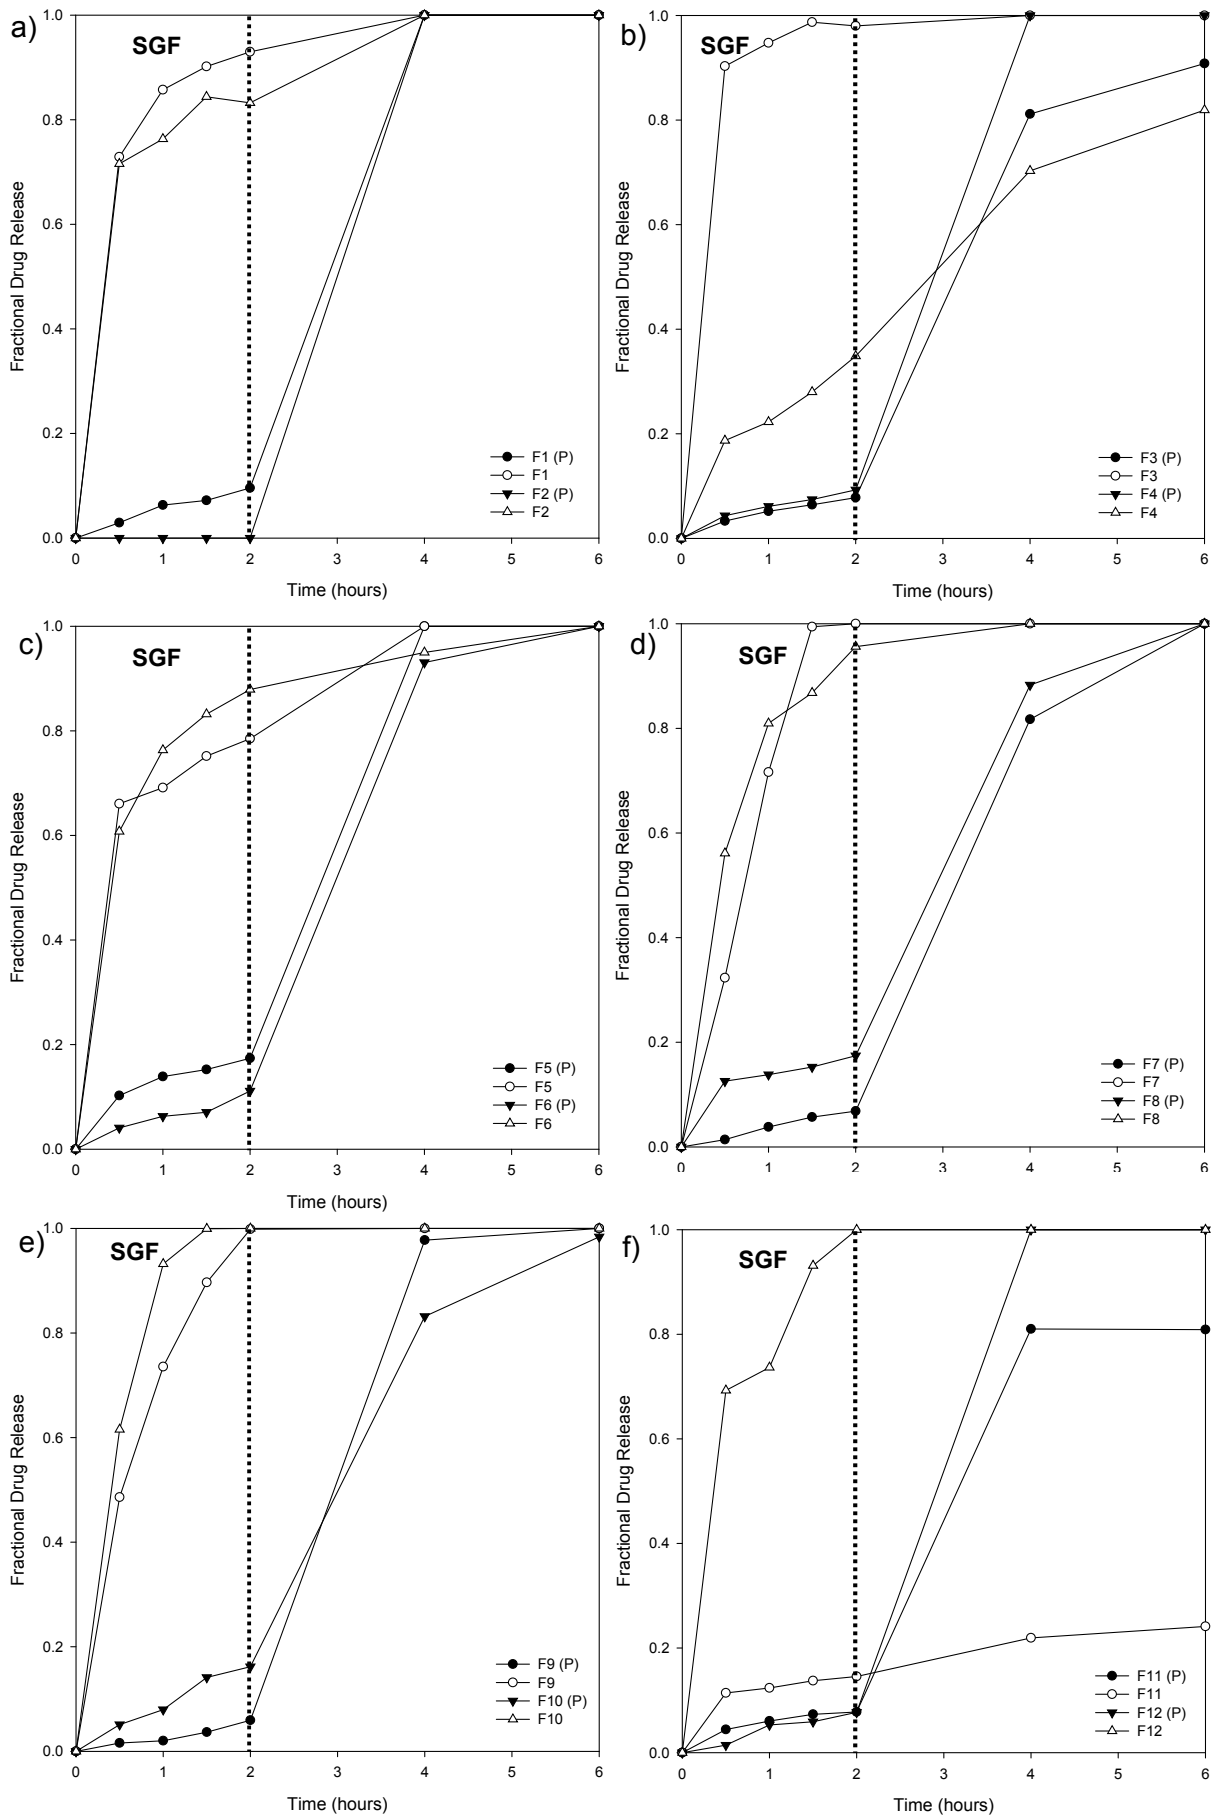 a)
SGF
1.0
0.8
0.6
0.4
0.2
0.0
Fractional Drug Release
0 1 2 3 4 5 6
Time (hours)
F1 (P)
F1
F2 (P)
F2
b)
SGF
1.0
0.8
0.6
0.4
0.2
0.0
Fractional Drug Release
0 1 2 3 4 5 6
Time (hours)
F3 (P)
F3
F4 (P)
F4
c)
SGF
1.0
0.8
0.6
0.4
0.2
0.0
Fractional Drug Release
0 1 2 3 4 5 6
Time (hours)
F5 (P)
F5
F6 (P)
F6
d)
SGF
1.0
0.8
0.6
0.4
0.2
0.0
Fractional Drug Release
0 1 2 3 4 5 6
F7 (P)
F7
F8 (P)
F8
e)
SGF
1.0
0.8
0.6
0.4
0.2
0.0
Fractional Drug Release
0 1 2 3 4 5 6
Time (hours)
F9 (P)
F9
F10 (P)
F10
f)
SGF
1.0
0.8
0.6
0.4
0.2
0.0
Fractional Drug Release
0 1 2 3 4 5 6
Time (hours)
F11 (P)
F11
F12 (P)
F12